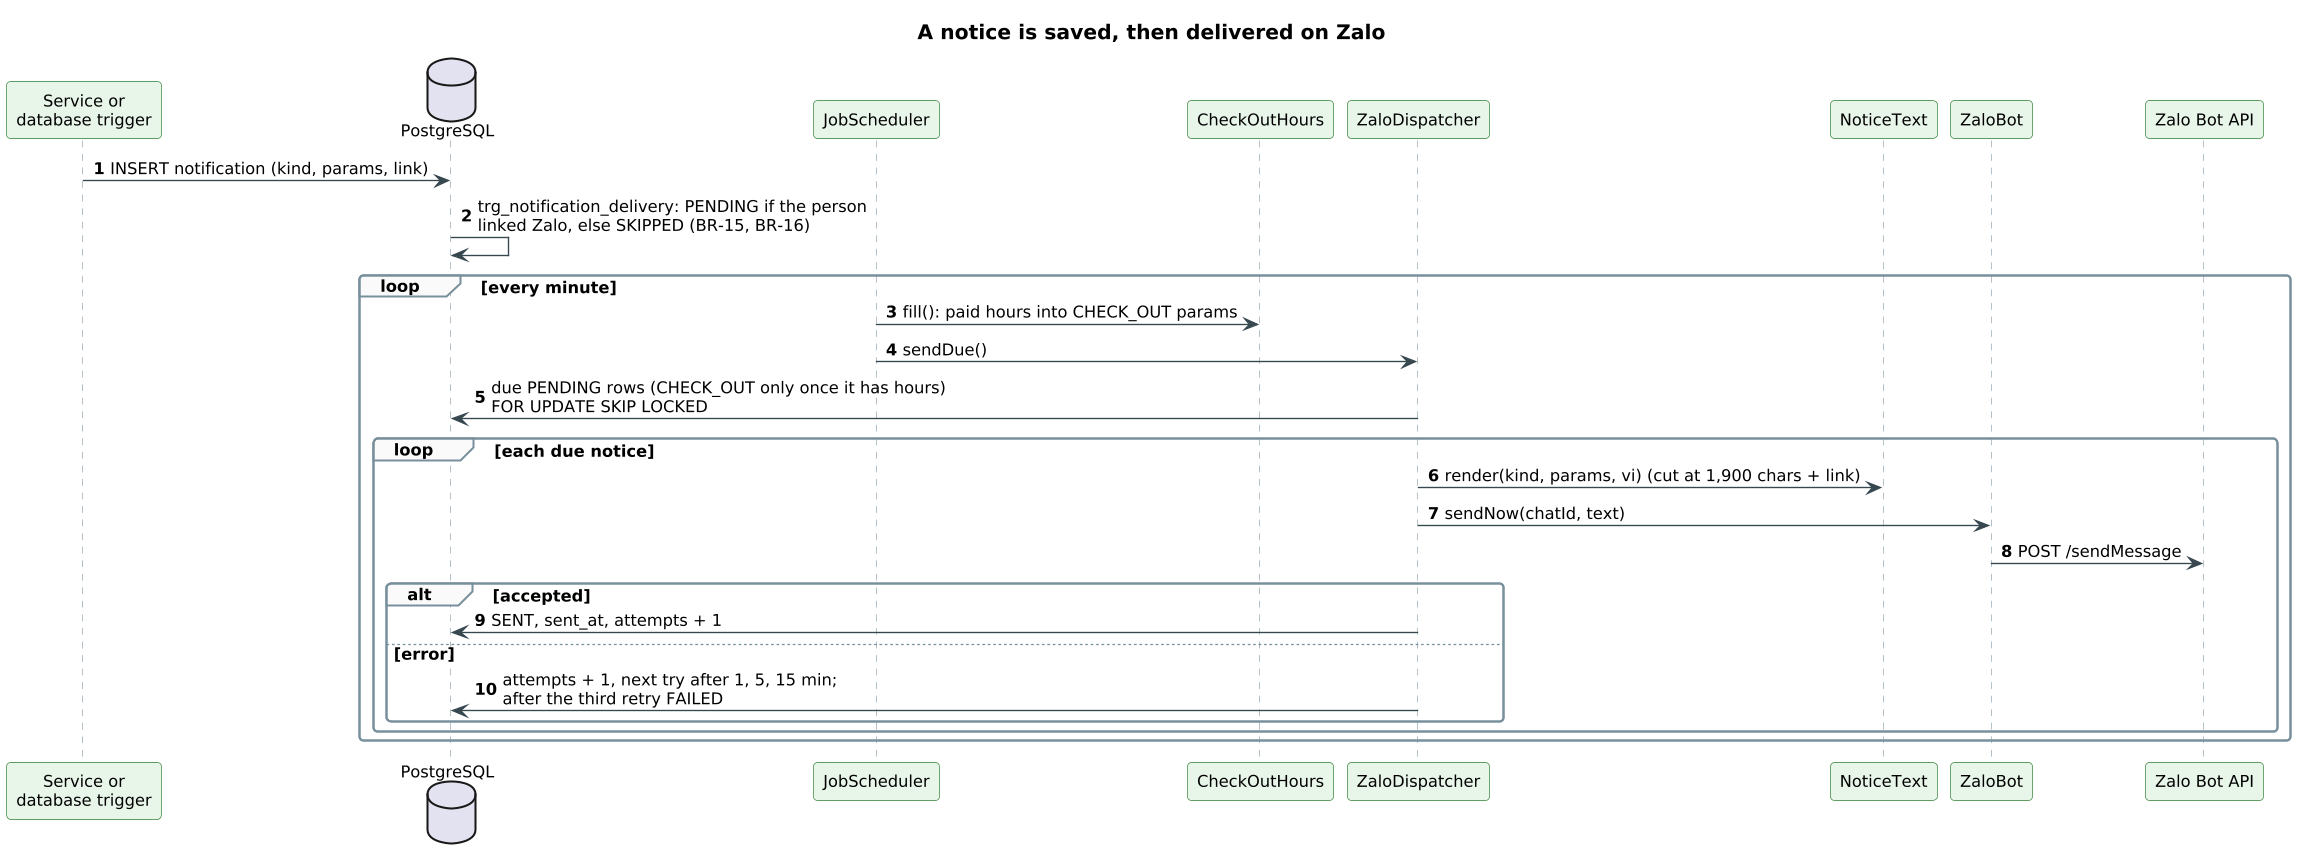 A notice is saved, then delivered on Zalo
Service or
database trigger
PostgreSQL
JobScheduler
CheckOutHours
ZaloDispatcher
NoticeText
ZaloBot
Zalo Bot API
1 INSERT notification (kind, params, link)
2 trg_notification_delivery: PENDING if the person
linked Zalo, else SKIPPED (BR-15, BR-16)
loop [every minute]
3 fill(): paid hours into CHECK_OUT params
4 sendDue()
5 due PENDING rows (CHECK_OUT only once it has hours)
FOR UPDATE SKIP LOCKED
loop [each due notice]
6 render(kind, params, vi) (cut at 1,900 chars + link)
7 sendNow(chatId, text)
8 POST /sendMessage
alt [accepted]
9 SENT, sent_at, attempts + 1
[error]
10 attempts + 1, next try after 1, 5, 15 min;
after the third retry FAILED
Service or
database trigger
PostgreSQL
JobScheduler
CheckOutHours
ZaloDispatcher
NoticeText
ZaloBot
Zalo Bot API